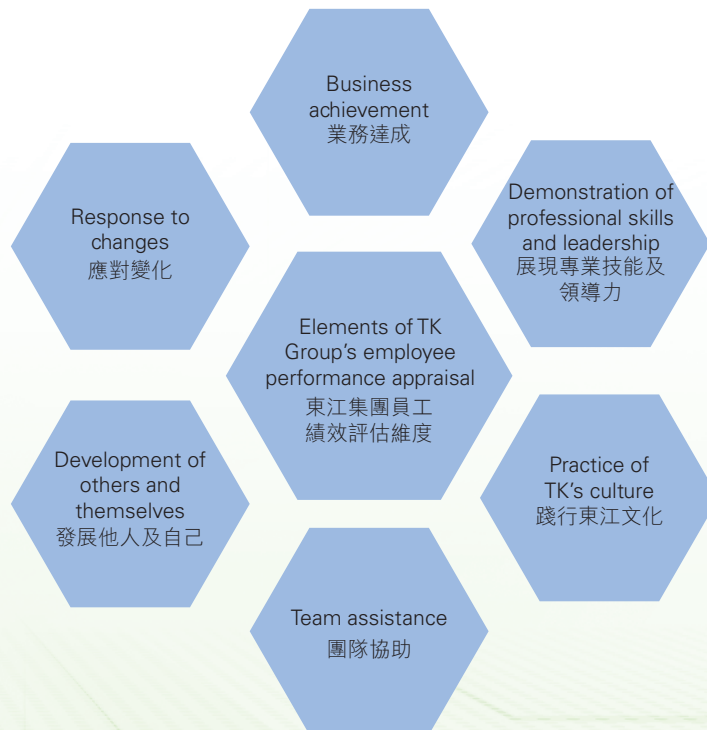 Business
achievement
業務達成
Response to
changes
應對變化
Demonstration of
professional skills
and leadership
展現專業技能及
領導力
Elements of TK
Group's employee
performance appraisal
東江集團員工
績效評估維度
Development of
others and
themselves
發展他人及自己
Practice of
TK's culture
踐行東江文化
Team assistance
團隊協助